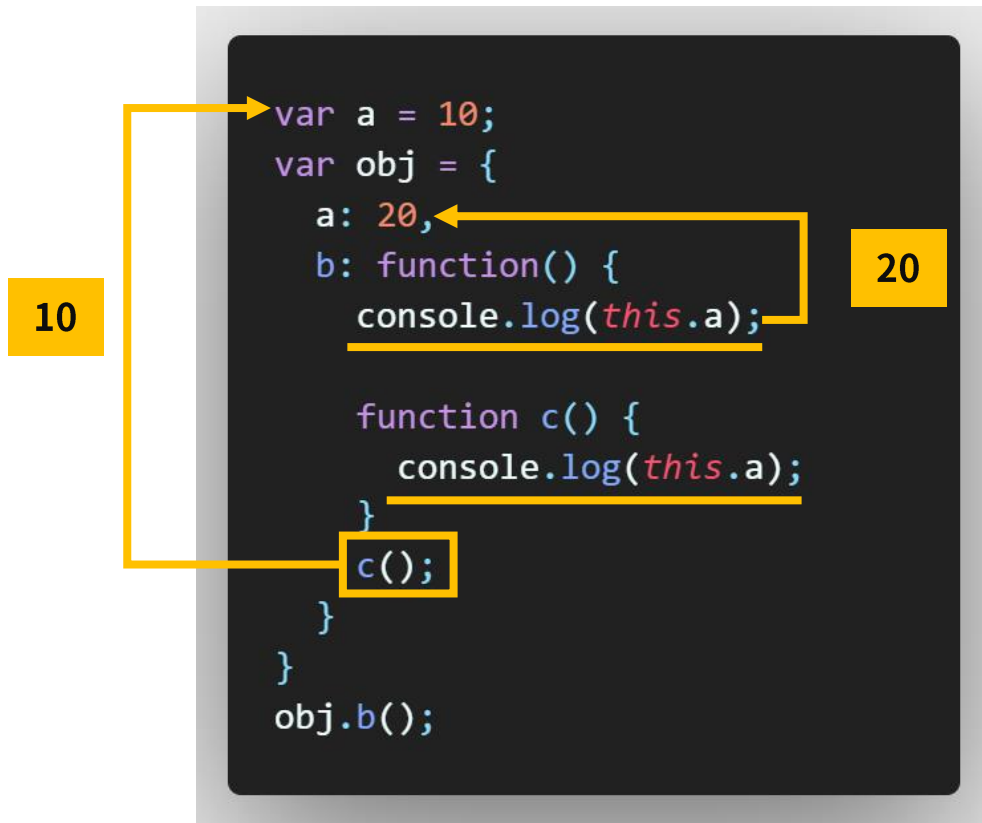 var a = 10;
var obj = {
  a: 20,
  b: function() {
20
    console.log(this.a);
10
    function c() {
      console.log(this.a);
    }
    c();
  }
}
obj.b();